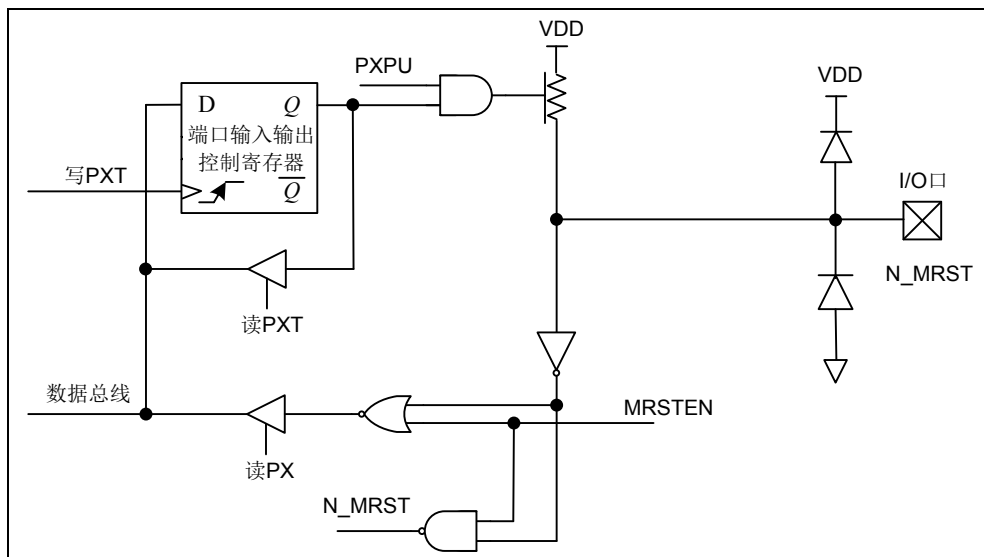 VDD
PXPU
VDD
D
Q
端口输入输出
控制寄存器
Q
写PXT
I/O口
N_MRST
读PXT
数据总线
MRSTEN
读PX
N_MRST